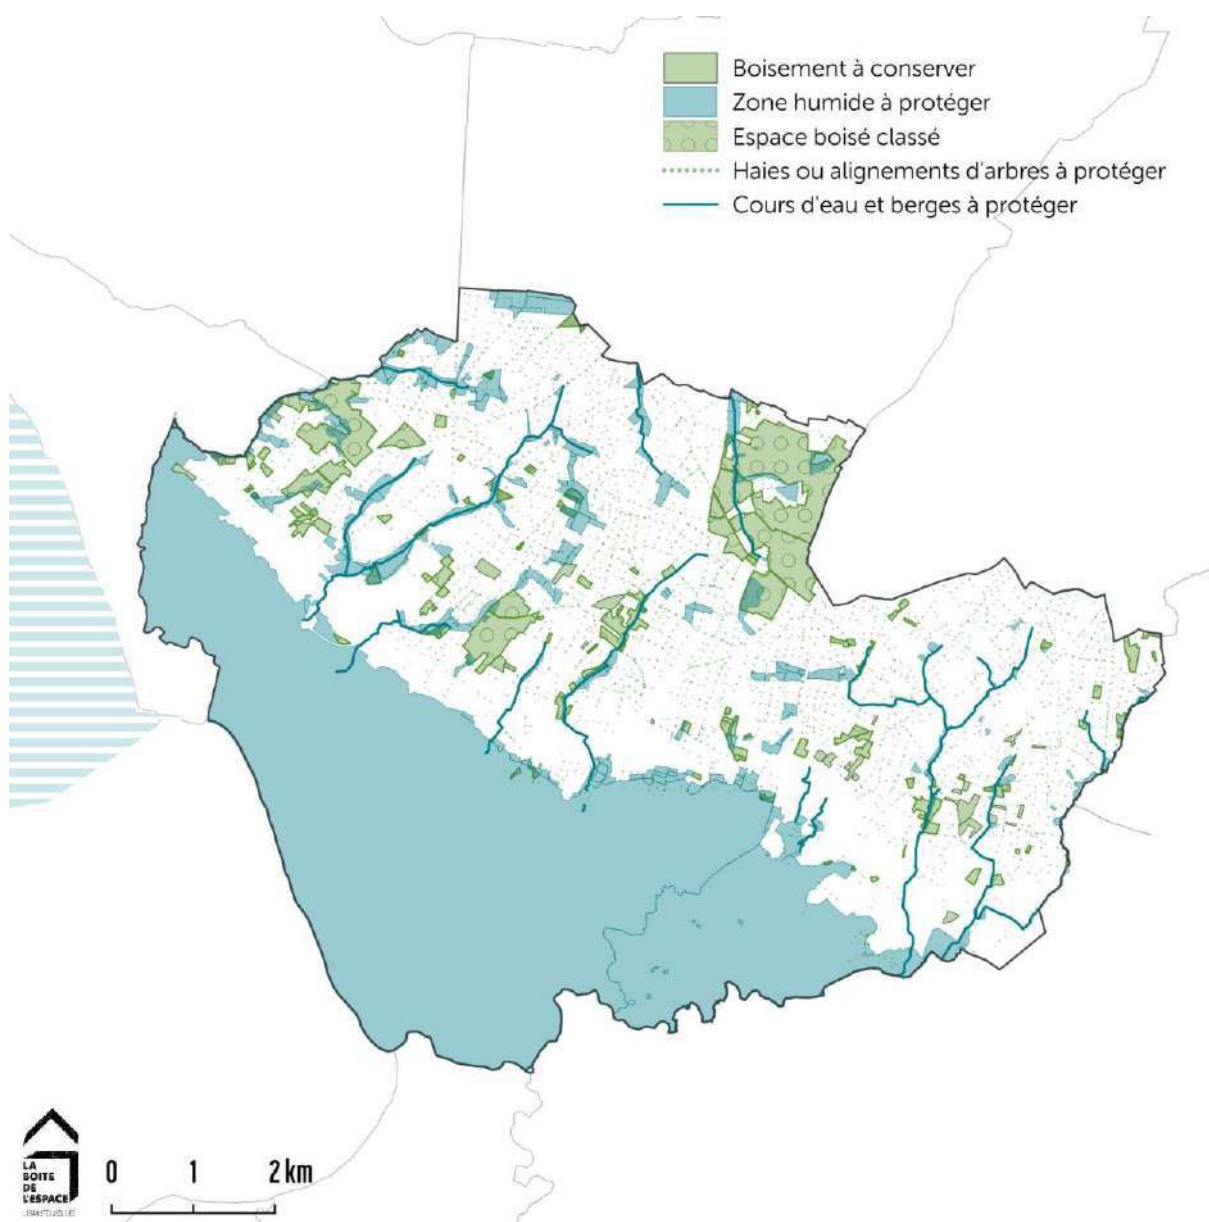 Boisement à conserver
Zone humide à protéger
Espace boisé classé
Haies ou alignements d'arbres à protéger
Cours d'eau et berges à protéger
LA
BOITE
DE
L'ESPACE
0 1 2 km